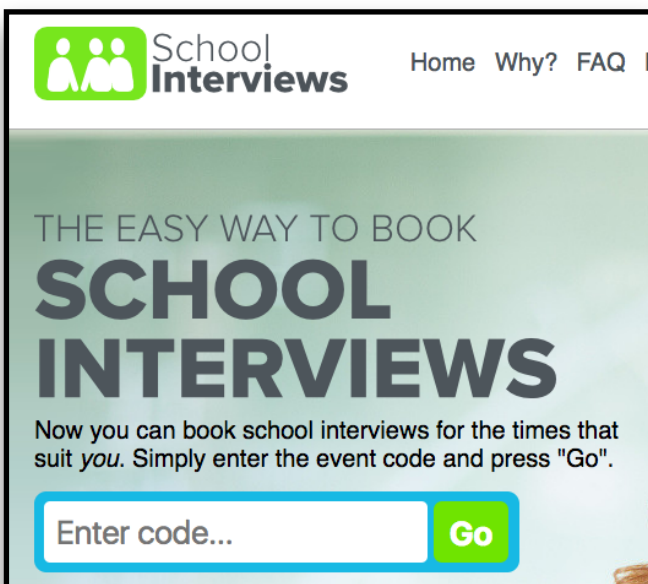 School
Interviews
Home Why? FAQ
THE EASY WAY TO BOOK
SCHOOL
INTERVIEWS
Now you can book school interviews for the times that
suit you. Simply enter the event code and press "Go".
Enter code... Go